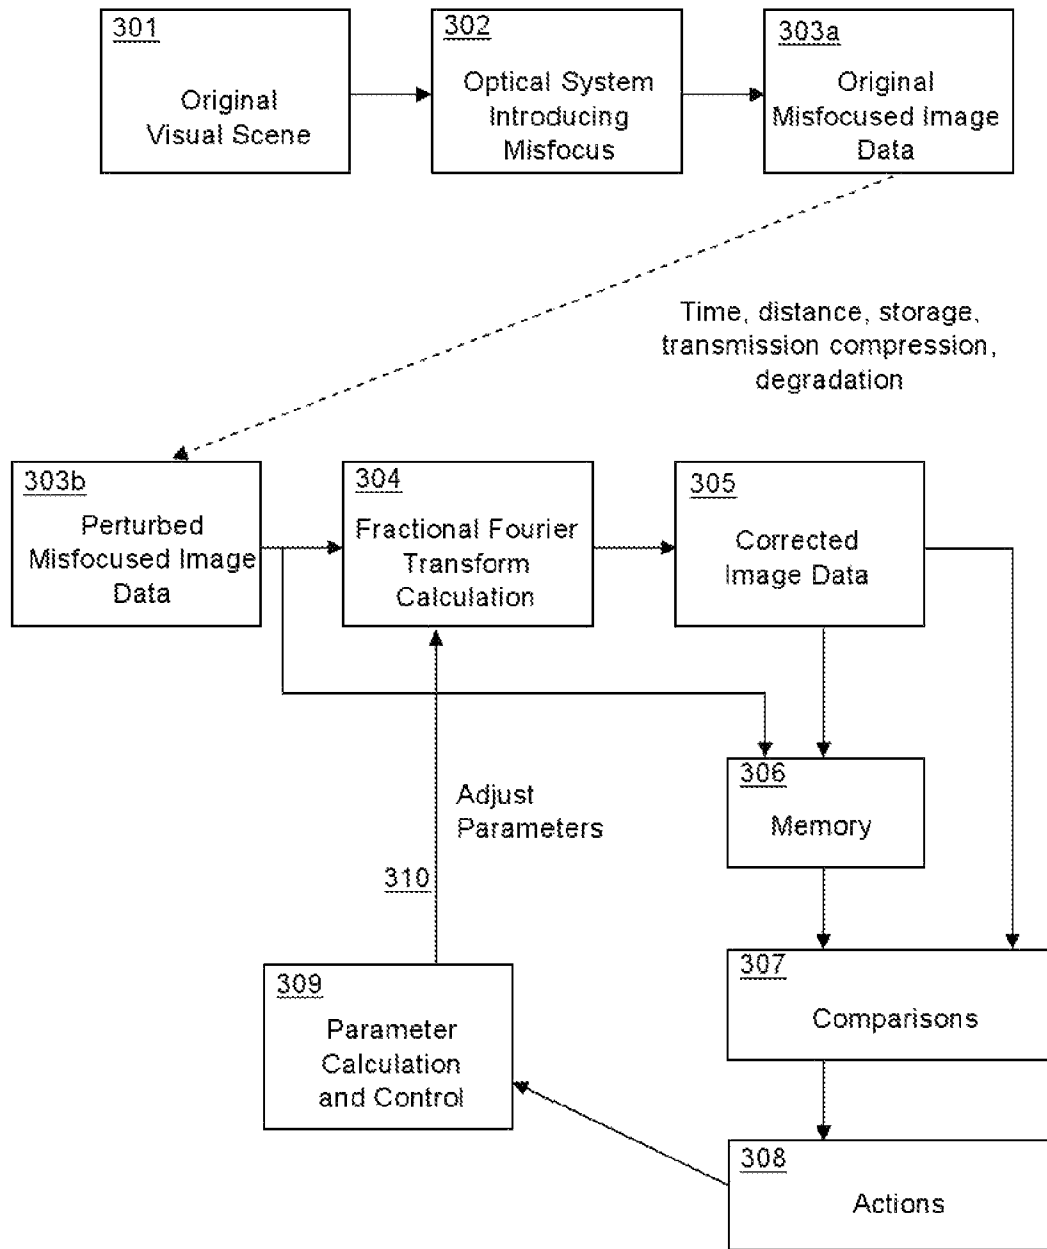 301
Original
Visual Scene
302
Optical System
Introducing
Misfocus
303a
Original
Misfocused Image
Data
Time, distance, storage,
transmission compression,
degradation
303b
Perturbed
Misfocused Image
Data
304
Fractional Fourier
Transform
Calculation
305
Corrected
Image Data
306
Memory
Adjust
Parameters
310
307
Comparisons
309
Parameter
Calculation
and Control
308
Actions